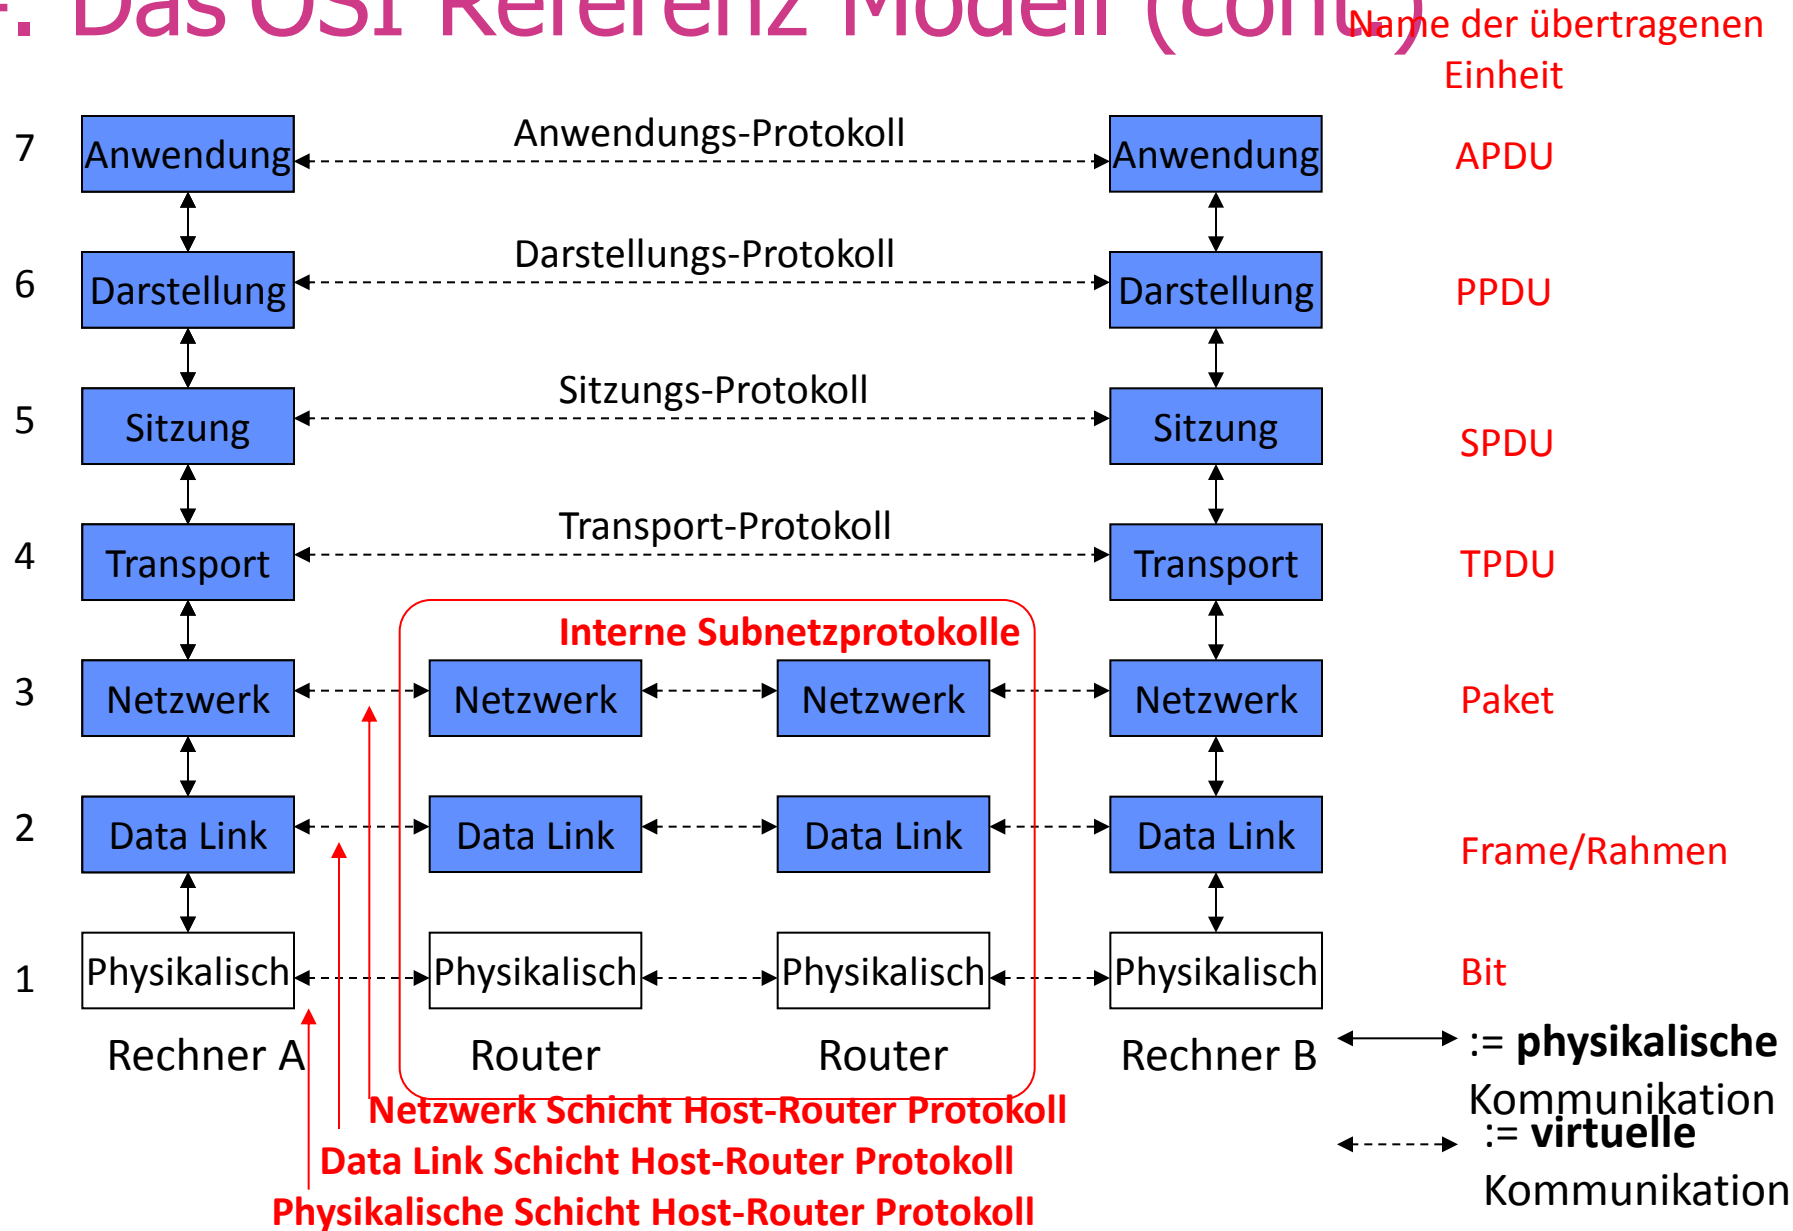 4. Das OSI Referenz Modell (cont.)
Name der übertragenen
Einheit
7 Anwendung Anwendungs-Protokoll Anwendung APDU
6 Darstellung Darstellungs-Protokoll Darstellung PPDU
5 Sitzung Sitzungs-Protokoll Sitzung SPDU
4 Transport Transport-Protokoll Transport TPDU
Interne Subnetzprotokolle
3 Netzwerk Netzwerk Netzwerk Netzwerk Paket
2 Data Link Data Link Data Link Data Link Frame/Rahmen
1 Physikalisch Physikalisch Physikalisch Physikalisch Bit
Rechner A Router Router Rechner B
:= physikalische
Kommunikation
:= virtuelle
Kommunikation
Netzwerk Schicht Host-Router Protokoll
Data Link Schicht Host-Router Protokoll
Physikalische Schicht Host-Router Protokoll